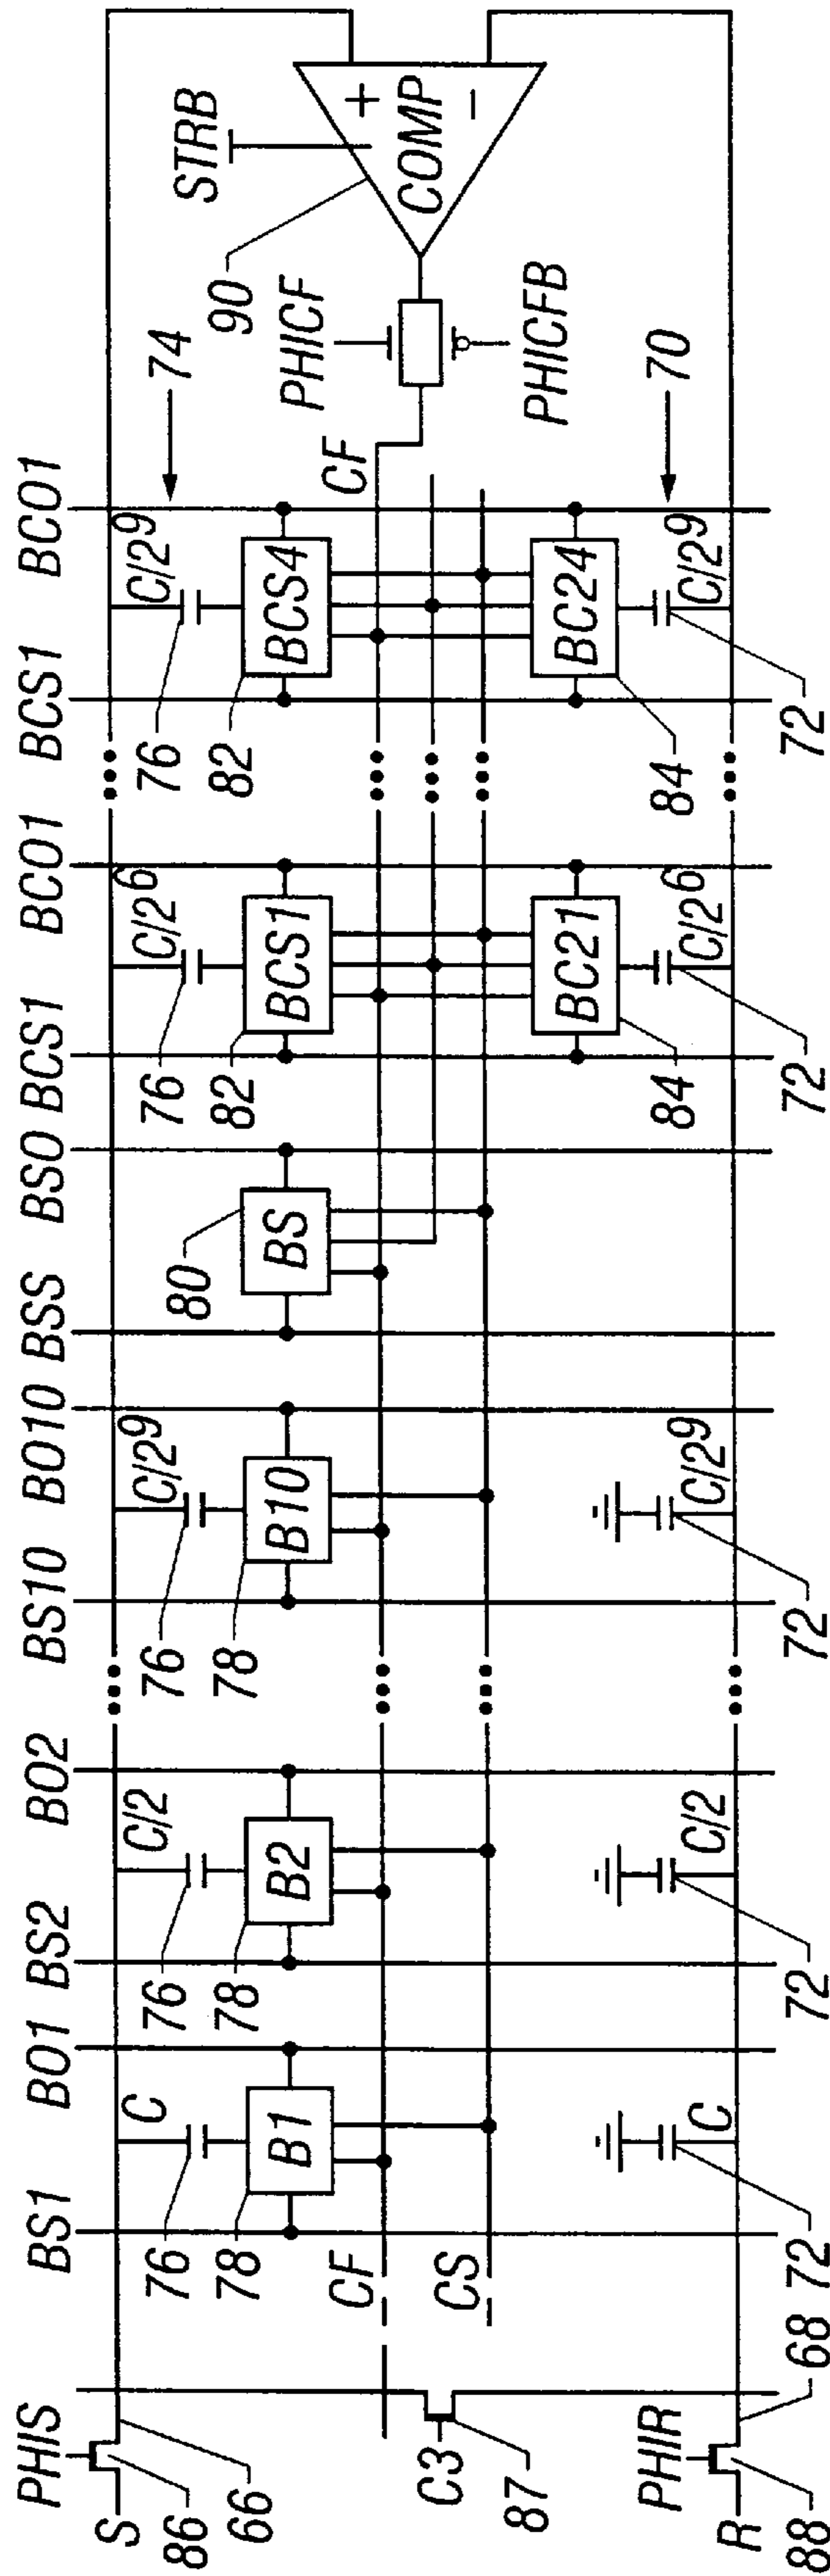 PHIS
BS1
BO1
BS2
BO2
BS10
BO10
BSS
BSO
BCS1
BCO1
BCS1
BCO1
S
86
66
C
76
78
B1
C/2
76
78
B2
C/2⁹
76
78
B10
80
BS
C/2⁶
76
82
BCS1
C/2⁹
76
82
BCS4
74
STRB
90
+
COMP
−
PHICF
PHICFB
CF
CF
CS
C3
87
84
BC21
84
BC24
70
PHIR
R
88
68
72
C
72
C/2
72
C/2⁹
72
C/2⁶
72
C/2⁹